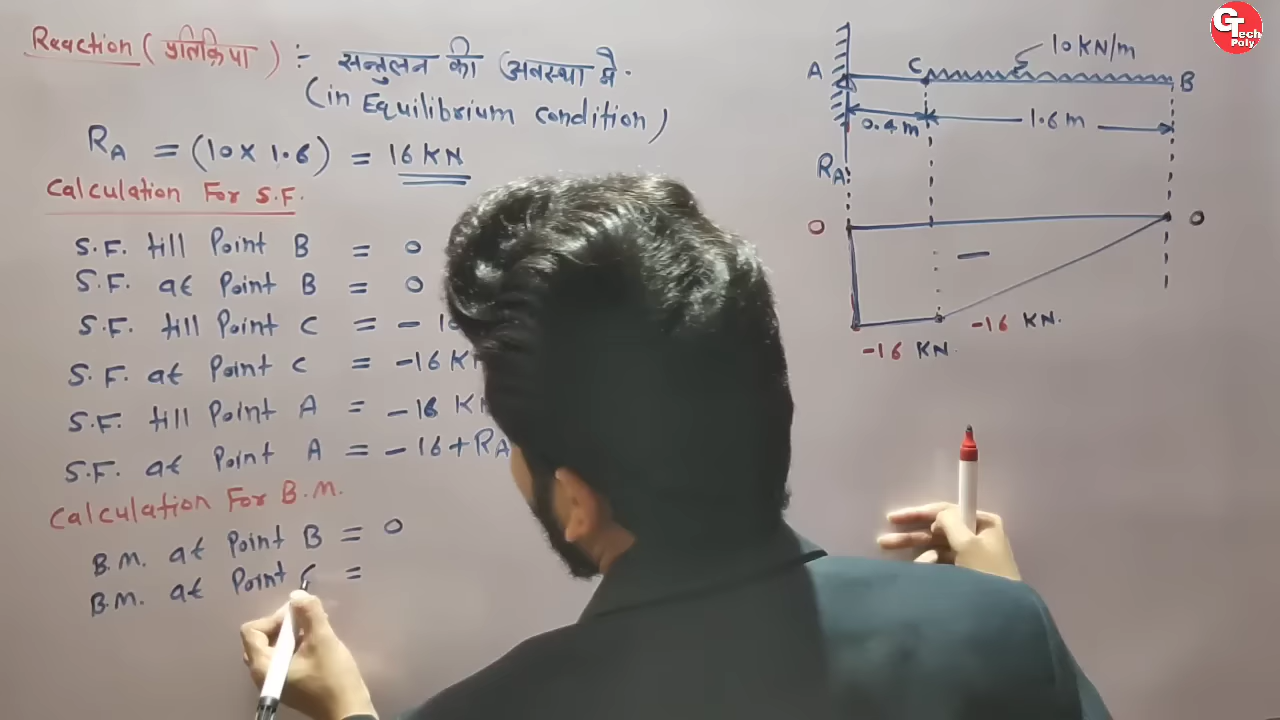 Reaction (प्रतिक्रिया) :- सन्तुलन की अवस्था में.
(in Equilibrium condition)
RA = (10 x 1.6) = 16 KN
Calculation For S.F.
S.F. till Point B = 0
S.F. at Point B = 0
S.F. till Point C = - 10
S.F. at Point C = -16 K
S.F. till Point A = -16 K
S.F. at Point A = -16+RA
Calculation For B.M.
B.M. at Point B = 0
B.M. at Point C =
10 KN/m
A C B
0.4 m 1.6 m
RA
0 0
-
-16 KN.
-16 KN.
GTech Poly